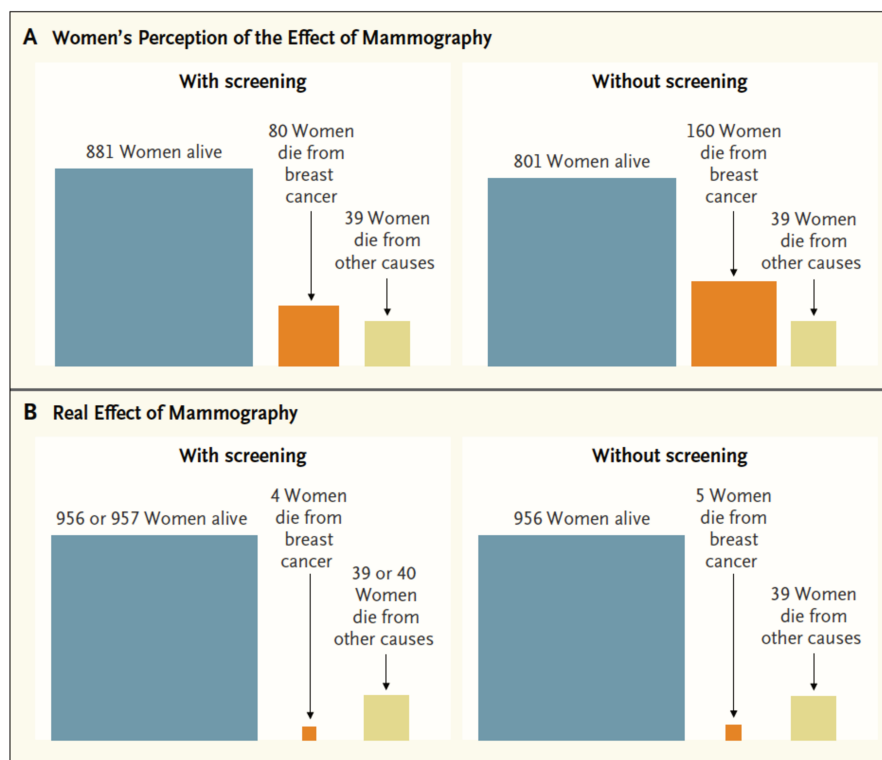 A Women’s Perception of the Effect of Mammography
With screening
881 Women alive
80 Women
die from
breast
cancer
39 Women
die from
other causes
Without screening
801 Women alive
160 Women
die from
breast
cancer
39 Women
die from
other causes
B Real Effect of Mammography
With screening
956 or 957 Women alive
4 Women
die from
breast
cancer
39 or 40
Women
die from
other causes
Without screening
956 Women alive
5 Women
die from
breast
cancer
39 Women
die from
other causes